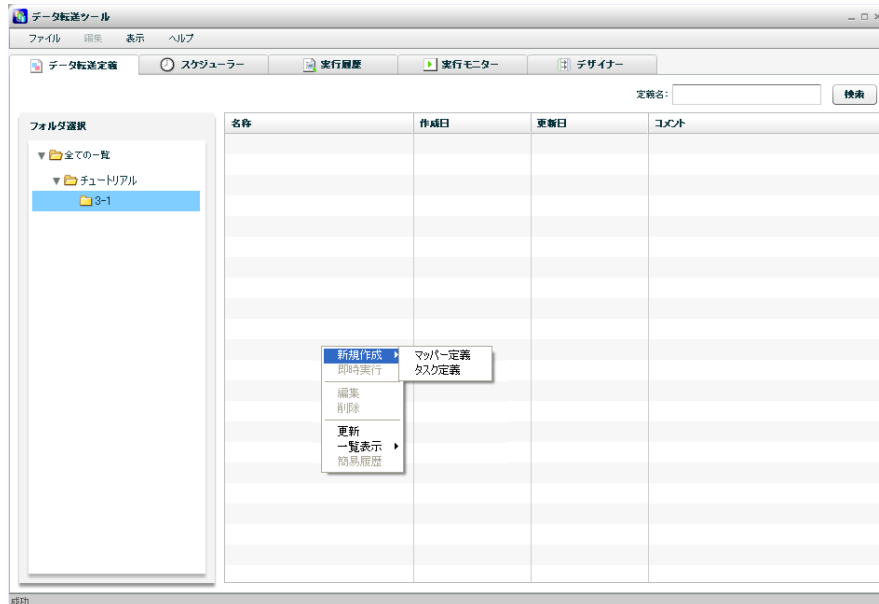 データ転送ツール
ファイル 編集 表示 ヘルプ
データ転送定義 スケジューラー 実行履歴 実行モニター デザイナー
定義名: 検索
フォルダ選択
名称 作成日 更新日 コメント
全ての一覧
チュートリアル
3-1
新規作成
即時実行
編集
削除
更新
一覧表示
簡易履歴
マッパー定義
タスク定義
成功